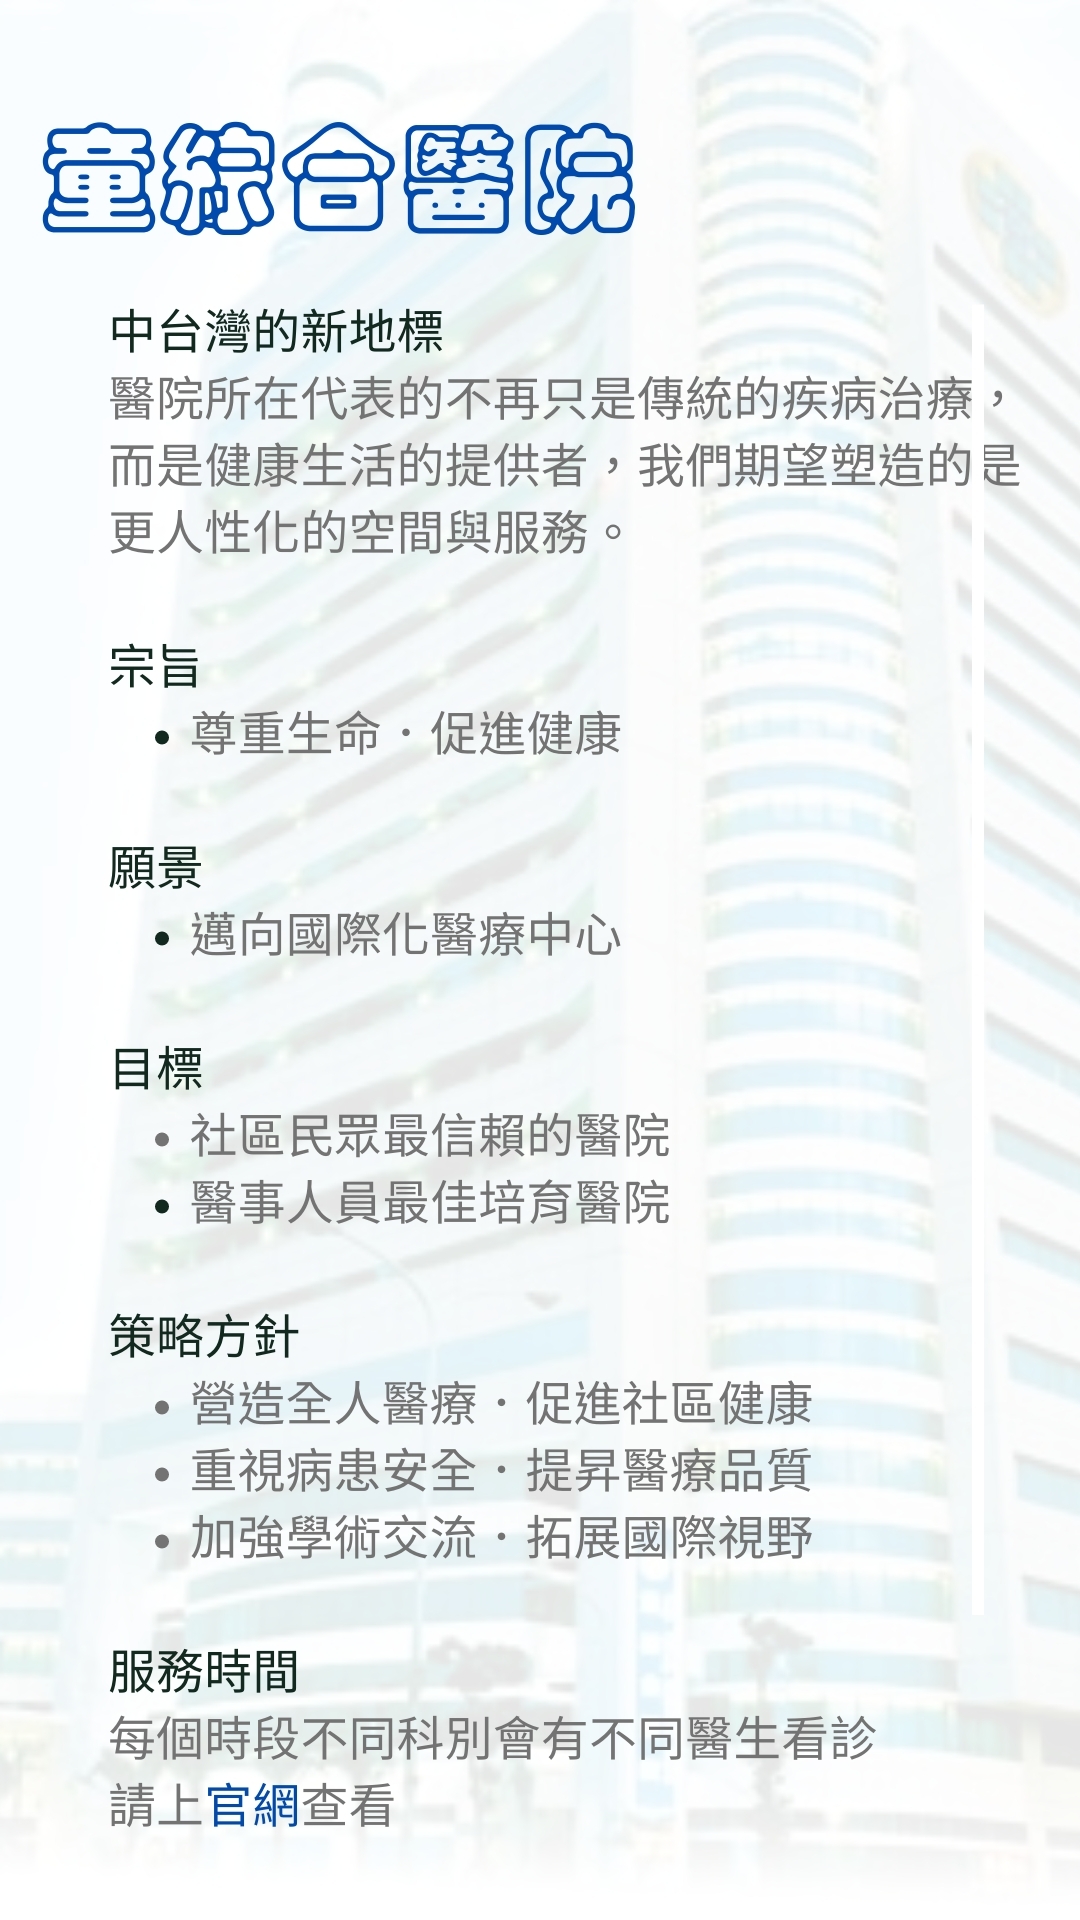 童綜合醫院
中台灣的新地標
醫院所在代表的不再只是傳統的疾病治療，
而是健康生活的提供者，我們期望塑造的是
更人性化的空間與服務。
宗旨
• 尊重生命．促進健康
願景
• 邁向國際化醫療中心
目標
• 社區民眾最信賴的醫院
• 醫事人員最佳培育醫院
策略方針
• 營造全人醫療．促進社區健康
• 重視病患安全．提昇醫療品質
• 加強學術交流．拓展國際視野
服務時間
每個時段不同科別會有不同醫生看診
請上官網查看